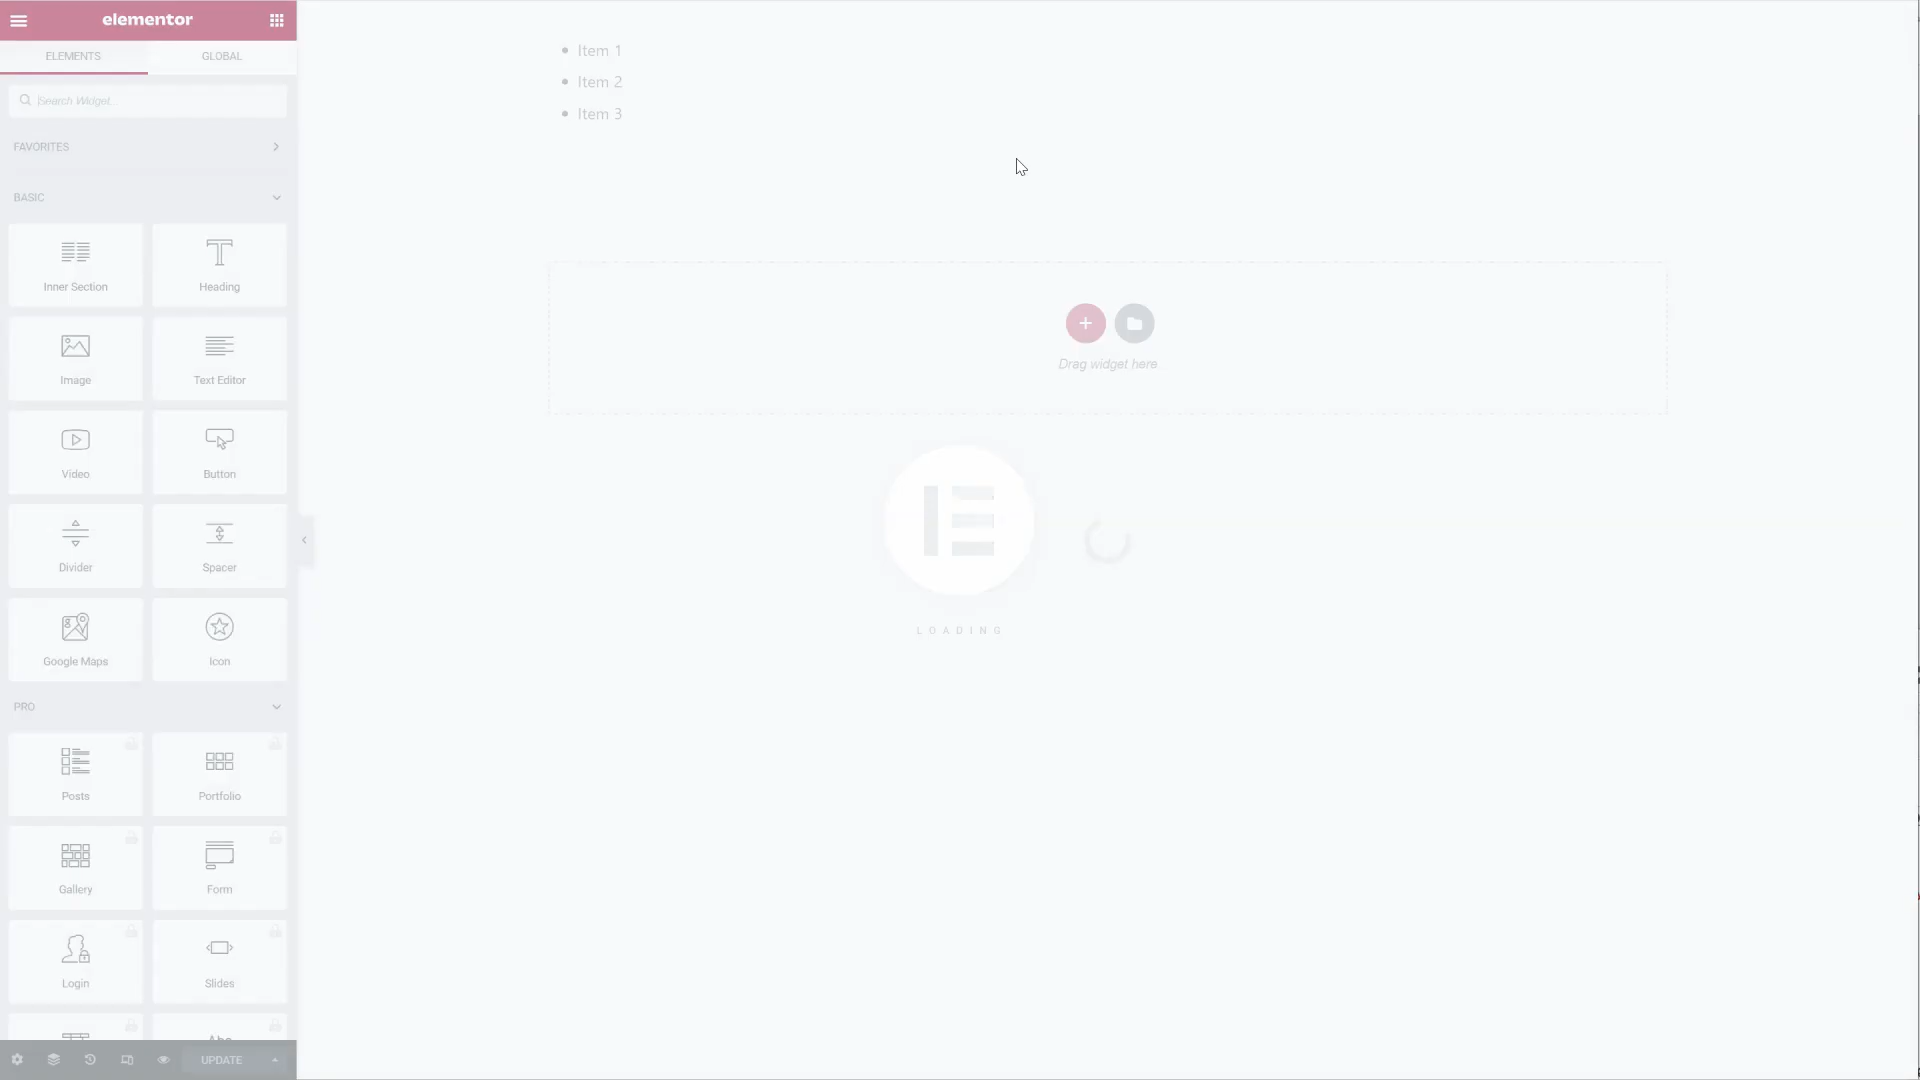 elementor
ELEMENTS GLOBAL
Search Widget...
FAVORITES
BASIC
Inner Section Heading
Image Text Editor
Video Button
Divider Spacer
Google Maps Icon
PRO
Posts Portfolio
Gallery Form
Login Slides
UPDATE
Item 1
Item 2
Item 3
Drag widget here
LOADING